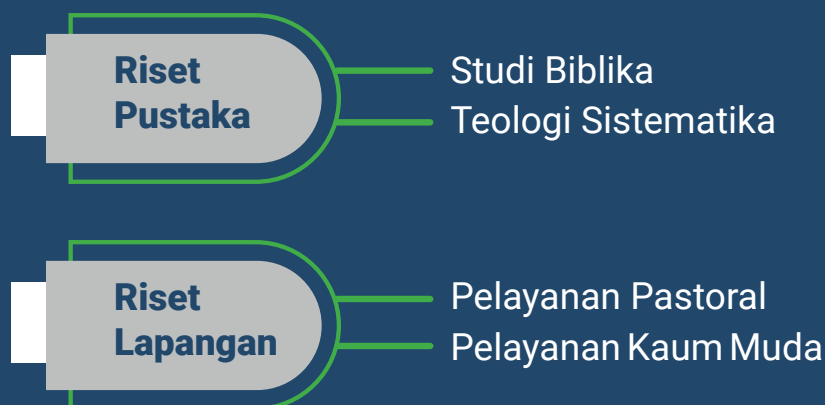 Riset
Pustaka
Studi Biblika
Teologi Sistematika
Riset
Lapangan
Pelayanan Pastoral
Pelayanan Kaum Muda